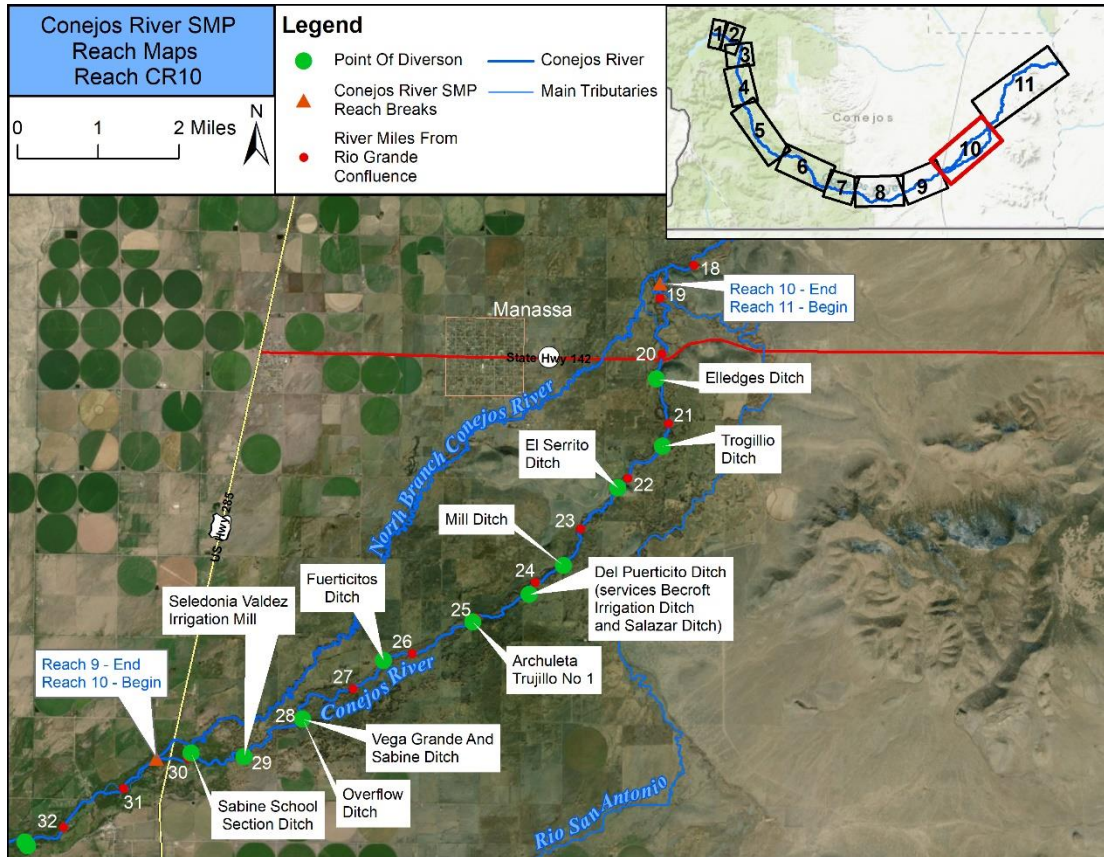 Conejos River SMP
Reach Maps
Reach CR10
0 1 2 Miles
N
Legend
Point Of Diverson
Conejos River SMP
Reach Breaks
River Miles From
Rio Grande
Confluence
Conejos River
Main Tributaries
1
2
3
4
5
6
7
8
9
10
11
Conejos
18
Reach 10 - End
Reach 11 - Begin
19
Manassa
State Hwy 142
20
Elledges Ditch
21
Trogillio
Ditch
El Serrito
Ditch
22
North Branch Conejos River
US Hwy 285
23
Mill Ditch
24
Del Puerticito Ditch
(services Becroft
Irrigation Ditch
and Salazar Ditch)
Fuerticitos
Ditch
Seledonia Valdez
Irrigation Mill
25
Archuleta
Trujillo No 1
26
27
Conejos River
Reach 9 - End
Reach 10 - Begin
28
Vega Grande And
Sabine Ditch
29
30
Overflow
Ditch
Sabine School
Section Ditch
31
32
Rio San Antonio